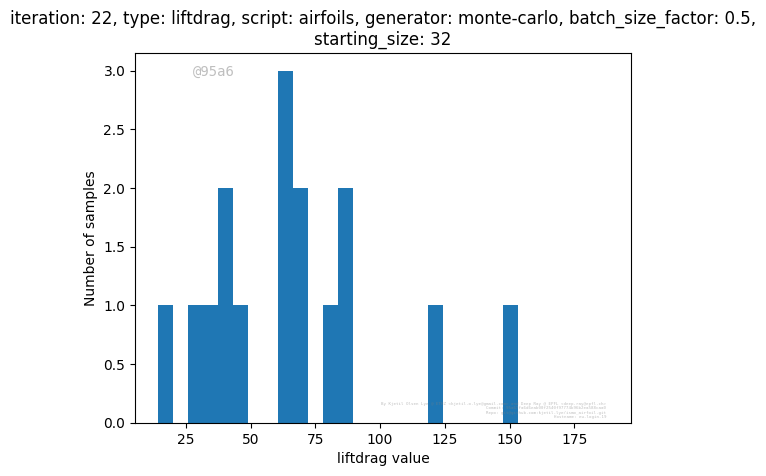 iteration: 22, type: liftdrag, script: airfoils, generator: monte-carlo, batch_size_factor: 0.5,
starting_size: 32
@95a6
3.0
2.5
2.0
1.5
1.0
0.5
0.0
Number of samples
25 50 75 100 125 150 175
liftdrag value